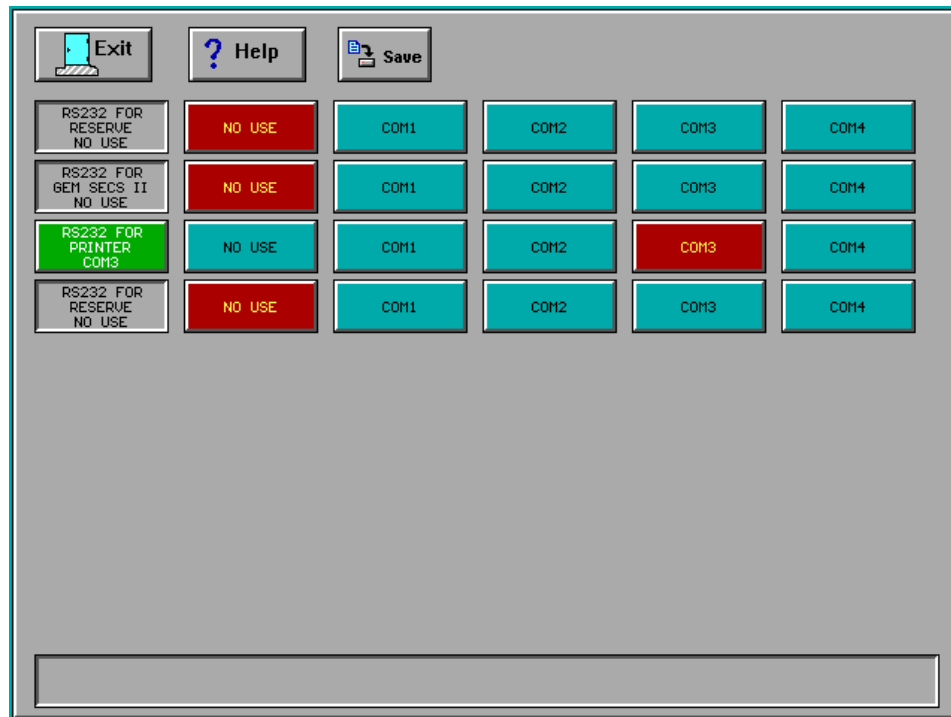 Exit
? Help
Save
RS232 FOR
RESERVE
NO USE
NO USE
COM1
COM2
COM3
COM4
RS232 FOR
GEM SECS II
NO USE
NO USE
COM1
COM2
COM3
COM4
RS232 FOR
PRINTER
COM3
NO USE
COM1
COM2
COM3
COM4
RS232 FOR
RESERVE
NO USE
NO USE
COM1
COM2
COM3
COM4